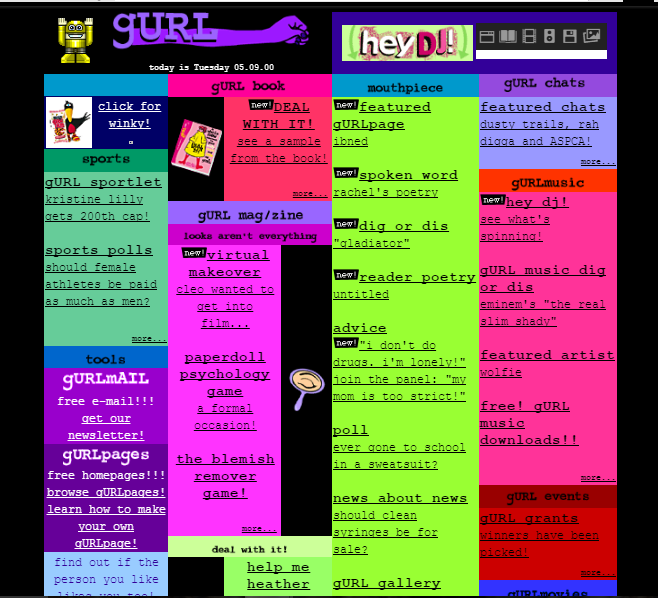 gURL
hey DJ!
today is Tuesday 05.09.00
click for
winky!
sports
gURL sportlet
kristine lilly
gets 200th cap!
sports polls
should female
athletes be paid
as much as men?
more...
tools
gURLmAIL
free e-mail!!!
get our
newsletter!
gURLpages
free homepages!!!
browse gURLpages!
learn how to make
your own
gURLpage!
find out if the
person you like
likes you too!
gURL book
new! DEAL
WITH IT!
see a sample
from the book!
more...
gURL mag/zine
looks aren't everything
new! virtual
makeover
cleo wanted to
get into
film...
paperdoll
psychology
game
a formal
occasion!
the blemish
remover
game!
more...
deal with it!
help me
heather
mouthpiece
new! featured
gURLpage
ibned
new! spoken word
rachel's poetry
new! dig or dis
"gladiator"
new! reader poetry
untitled
advice
new! "i don't do
drugs. i'm lonely!"
join the panel: "my
mom is too strict!"
poll
ever gone to school
in a sweatsuit?
news about news
should clean
syringes be for
sale?
gURL gallery
gURL chats
featured chats
dusty trails, rah
digga and ASPCA!
more...
gURLmusic
new! hey dj!
see what's
spinning!
gURL music dig
or dis
eminem's "the real
slim shady"
featured artist
wolfie
free! gURL
music
downloads!!
more...
gURL events
gURL grants
winners have been
picked!
more...
gURLmovies